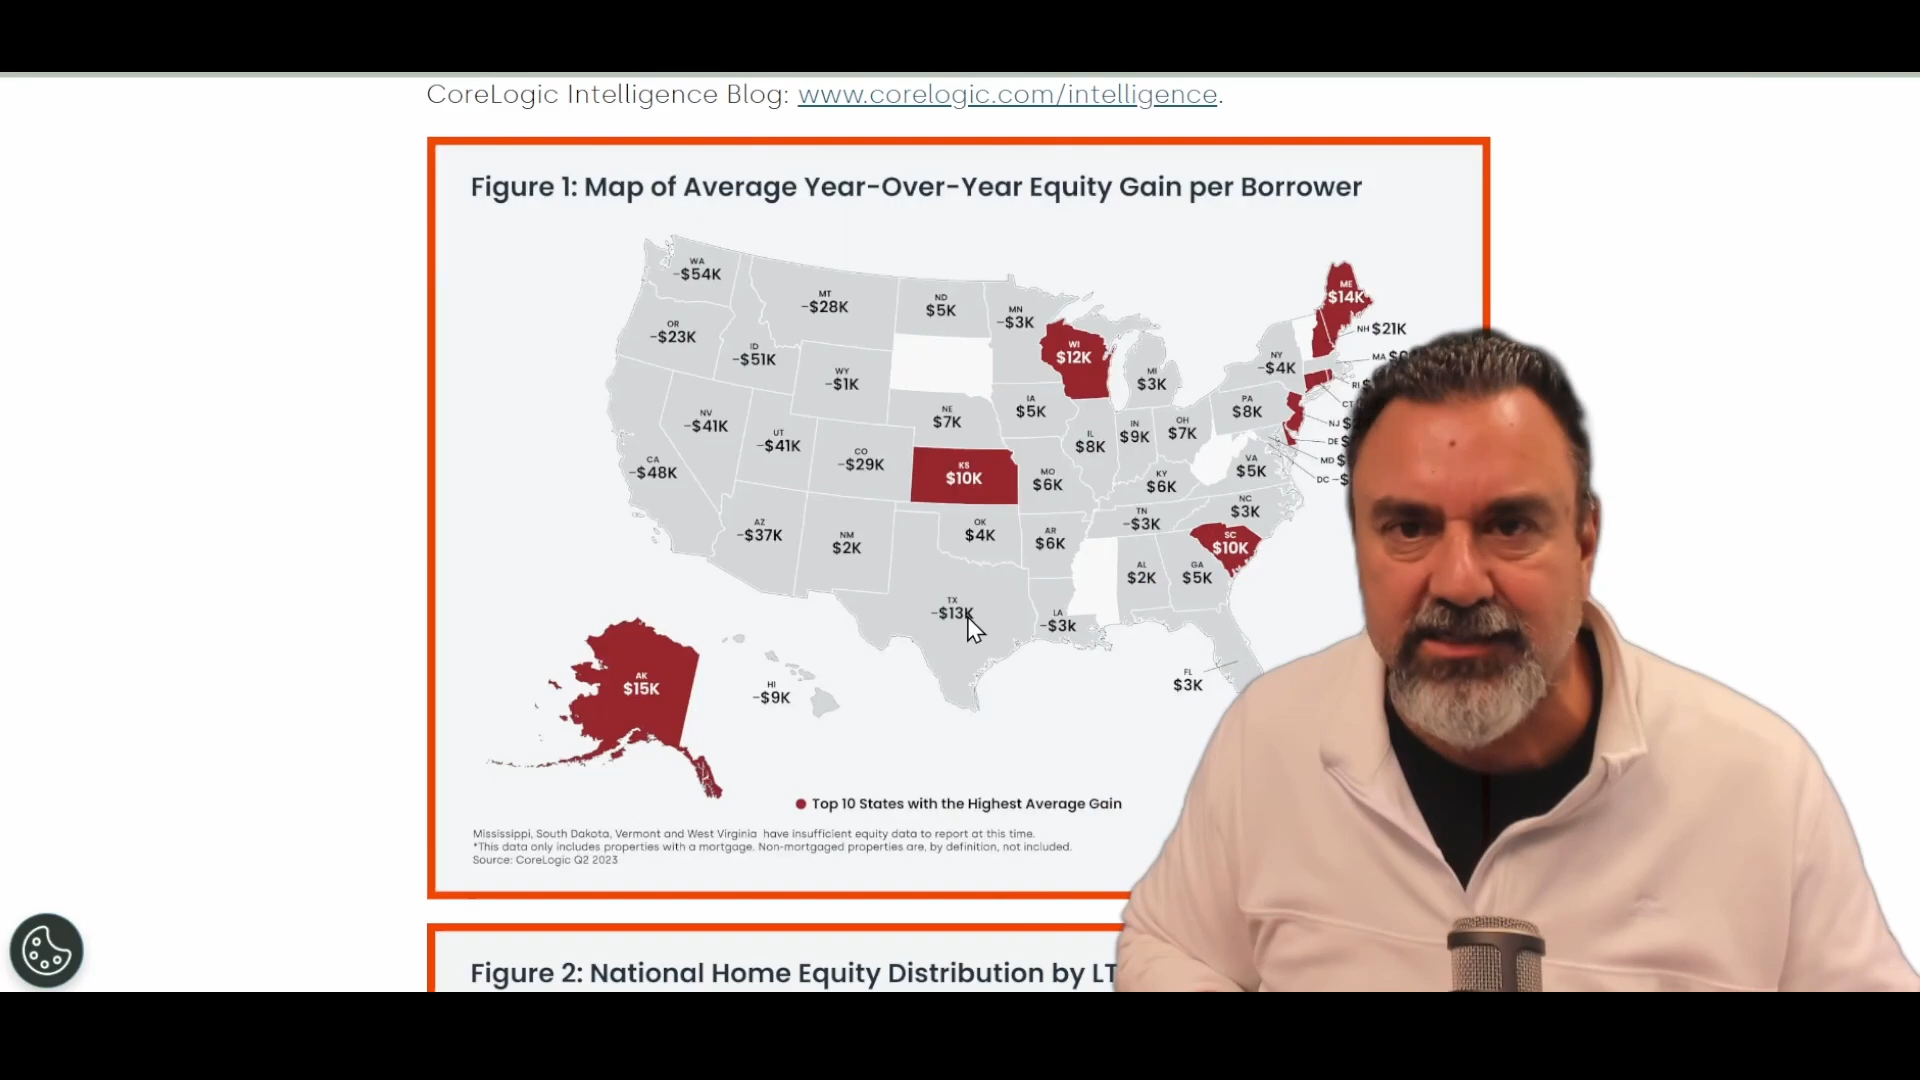 CoreLogic Intelligence Blog: www.corelogic.com/intelligence.
Figure 1: Map of Average Year-Over-Year Equity Gain per Borrower
WA
-$54K
MT
-$28K
ND
$5K
MN
-$3K
ME
$14K
OR
-$23K
ID
-$51K
WY
-$1K
WI
$12K
MI
$3K
NY
-$4K
NH $21K
MA
RI
CT
NJ
DE
MD
DC
NV
-$41K
UT
-$41K
CO
-$29K
NE
$7K
IA
$5K
IL
$8K
IN
$9K
OH
$7K
PA
$8K
CA
-$48K
KS
$10K
MO
$6K
KY
$6K
VA
$5K
NC
$3K
AZ
-$37K
NM
$2K
OK
$4K
AR
$6K
TN
-$3K
SC
$10K
AL
$2K
GA
$5K
TX
-$13K
LA
-$3k
FL
$3K
AK
$15K
HI
-$9K
Top 10 States with the Highest Average Gain
Mississippi, South Dakota, Vermont and West Virginia have insufficient equity data to report at this time.
*This data only includes properties with a mortgage. Non-mortgaged properties are, by definition, not included.
Source: CoreLogic Q2 2023
Figure 2: National Home Equity Distribution by LT